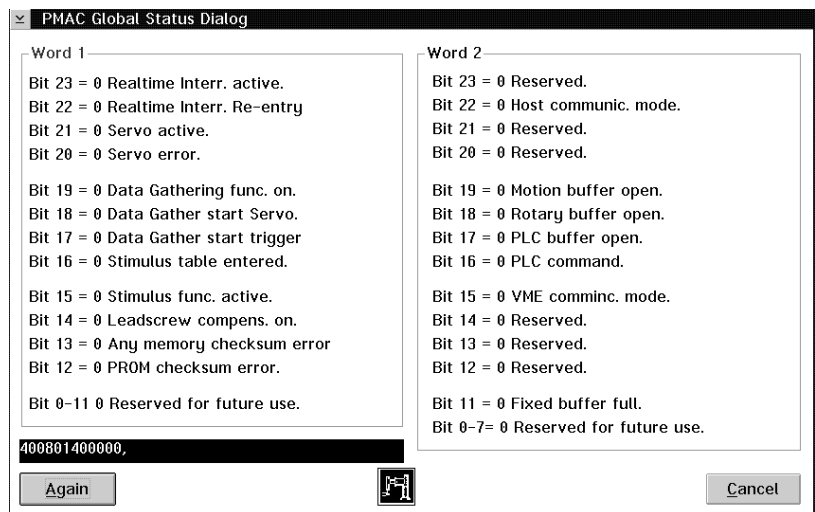 PMAC Global Status Dialog
Word 1
Bit 23 = 0 Realtime Interr. active.
Bit 22 = 0 Realtime Interr. Re-entry
Bit 21 = 0 Servo active.
Bit 20 = 0 Servo error.
Bit 19 = 0 Data Gathering func. on.
Bit 18 = 0 Data Gather start Servo.
Bit 17 = 0 Data Gather start trigger
Bit 16 = 0 Stimulus table entered.
Bit 15 = 0 Stimulus func. active.
Bit 14 = 0 Leadscrew compens. on.
Bit 13 = 0 Any memory checksum error
Bit 12 = 0 PROM checksum error.
Bit 0-11 0 Reserved for future use.
Word 2
Bit 23 = 0 Reserved.
Bit 22 = 0 Host communic. mode.
Bit 21 = 0 Reserved.
Bit 20 = 0 Reserved.
Bit 19 = 0 Motion buffer open.
Bit 18 = 0 Rotary buffer open.
Bit 17 = 0 PLC buffer open.
Bit 16 = 0 PLC command.
Bit 15 = 0 VME comminc. mode.
Bit 14 = 0 Reserved.
Bit 13 = 0 Reserved.
Bit 12 = 0 Reserved.
Bit 11 = 0 Fixed buffer full.
Bit 0-7= 0 Reserved for future use.
400801400000,
Again
Cancel